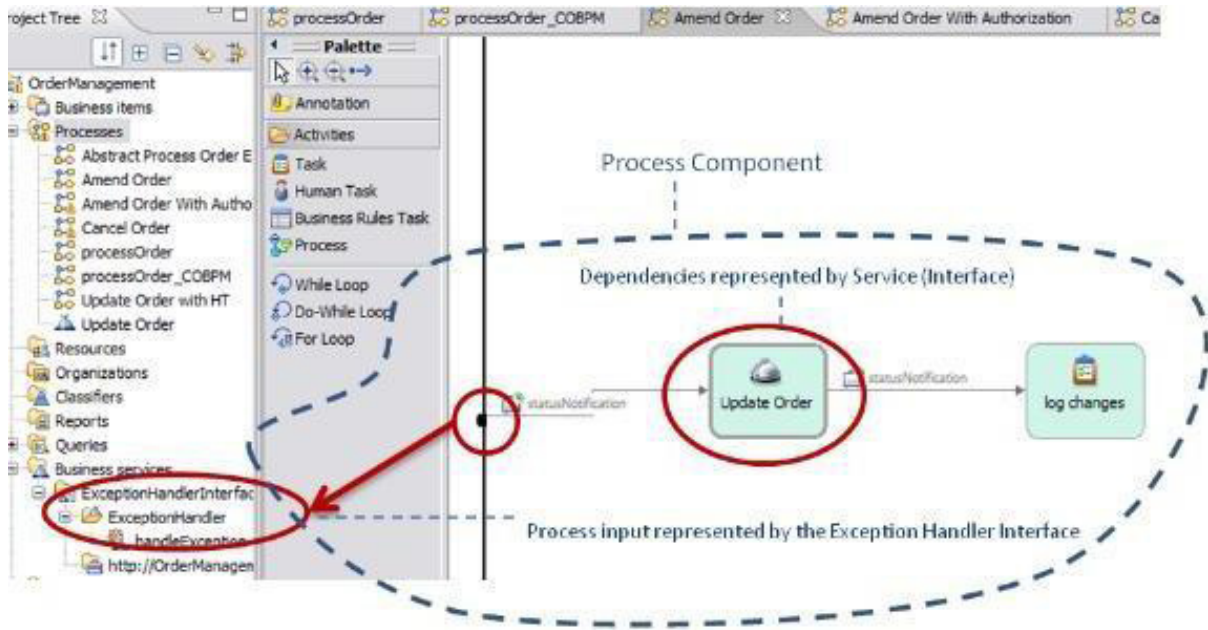 roject Tree
processOrder
processOrder_COBPM
Amend Order
Amend Order With Authorization
Ca
OrderManagement
Business items
Processes
Abstract Process Order E
Amend Order
Amend Order With Autho
Cancel Order
processOrder
processOrder_COBPM
Update Order with HT
Update Order
Resources
Organizations
Classifiers
Reports
Queries
Business services
ExceptionHandlerInterfac
ExceptionHandler
handleException
http://OrderManagen
Palette
Annotation
Activities
Task
Human Task
Business Rules Task
Process
While Loop
Do-While Loop
For Loop
Process Component
Dependencies represented by Service (Interface)
statusNotification
Update Order
statusNotification
log changes
Process input represented by the Exception Handler Interface